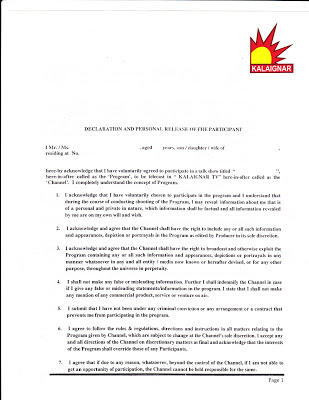 KALAIGNAR
DECLARATION AND PERSONAL RELEASE OF THE PARTICIPANT
I Mr. / Ms. , aged years, son / daughter / wife of
residing at No.
here-by acknowledge that I have voluntarily agreed to participate in a talk show titled “ ”,
here-in-after called as the ‘Program’, to be telecast in “ KALAIGNAR TV” here-in-after called as the
‘Channel’. I completely understand the concept of Program.
1. I acknowledge that I have voluntarily chosen to participate in the program and I understand that
during the course of conducting shooting of the Program, I may reveal information about me that is
of a personal and private in nature, which information shall be factual and all information revealed
by me are on my own will and wish.
2. I acknowledge and agree that the Channel shall have the right to include any or all such information
and appearances, depiction or portrayals in the Program as edited by Producer in its sole discretion.
3. I acknowledge and agree that the Channel shall have the right to broadcast and otherwise exploit the
Program containing any or all such information and appearances, depictions or portrayals in any
manner whatsoever in any and all entity / media now known or hereafter devised, or for any other
purpose, throughout the universe in perpetuity.
4. I shall not make any false or misleading information. Further I shall indemnify the Channel in case
if I give any fake or misleading statements/information in the program. I state that I shall not make
any mention of any commercial product, service or venture on air.
5. I submit that I have not been under any criminal conviction or any arrangement or a contract that
prevents me from participating in the program.
6. I agree to follow the rules & regulations, directions and instructions in all matters relating to the
Program given by Channel, which are subject to change at the Channel's sole discretion. I accept any
and all directions of the Channel on discretionary matters as final and acknowledge that the interests
of the Program shall override those of any Participants.
7. I agree that if due to any reason, whatsoever, beyond the control of the Channel, if I am not able to
get an opportunity of participation, the Channel cannot be held responsible for the same.
Page 1